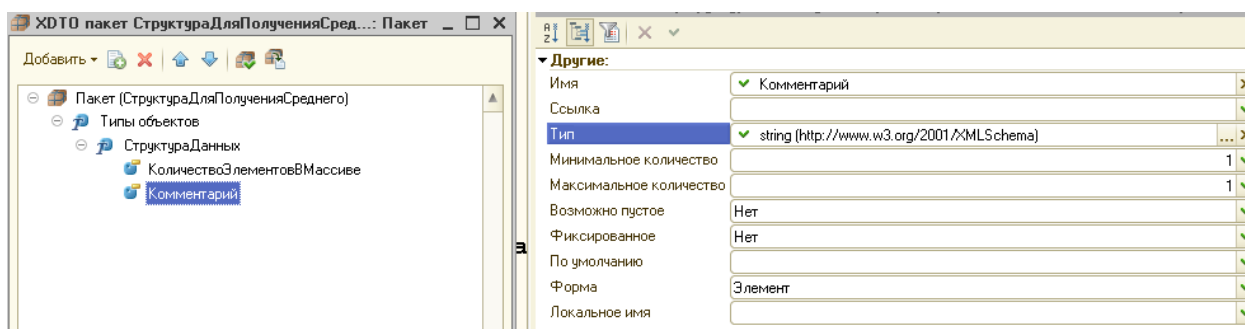 XDTO пакет СтруктураДляПолученияСред...: Пакет
Добавить
Пакет (СтруктураДляПолученияСреднего)
Типы объектов
СтруктураДанных
КоличествоЭлементовВМассиве
Комментарий
а
Другие:
Имя Комментарий
Ссылка
Тип string (http://www.w3.org/2001/XMLSchema) ...
Минимальное количество 1
Максимальное количество 1
Возможно пустое Нет
Фиксированное Нет
По умолчанию
Форма Элемент
Локальное имя